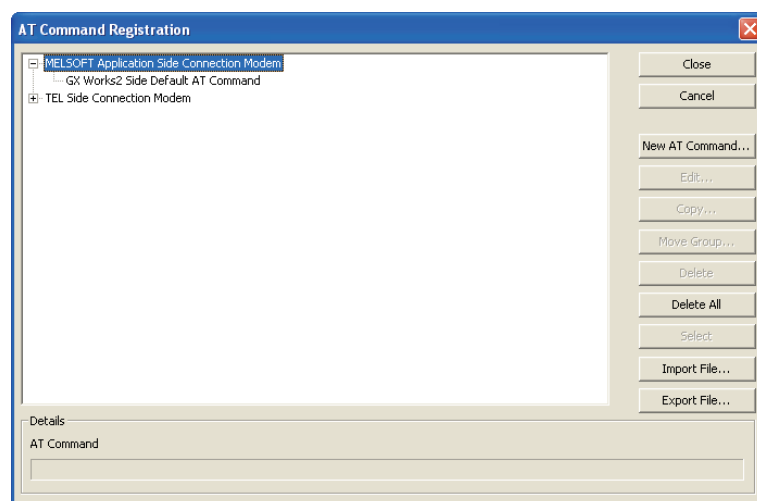 AT Command Registration
MELSOFT Application Side Connection Modem
GX Works2 Side Default AT Command
TEL Side Connection Modem
Close
Cancel
New AT Command...
Edit...
Copy...
Move Group...
Delete
Delete All
Select
Import File...
Export File...
Details
AT Command